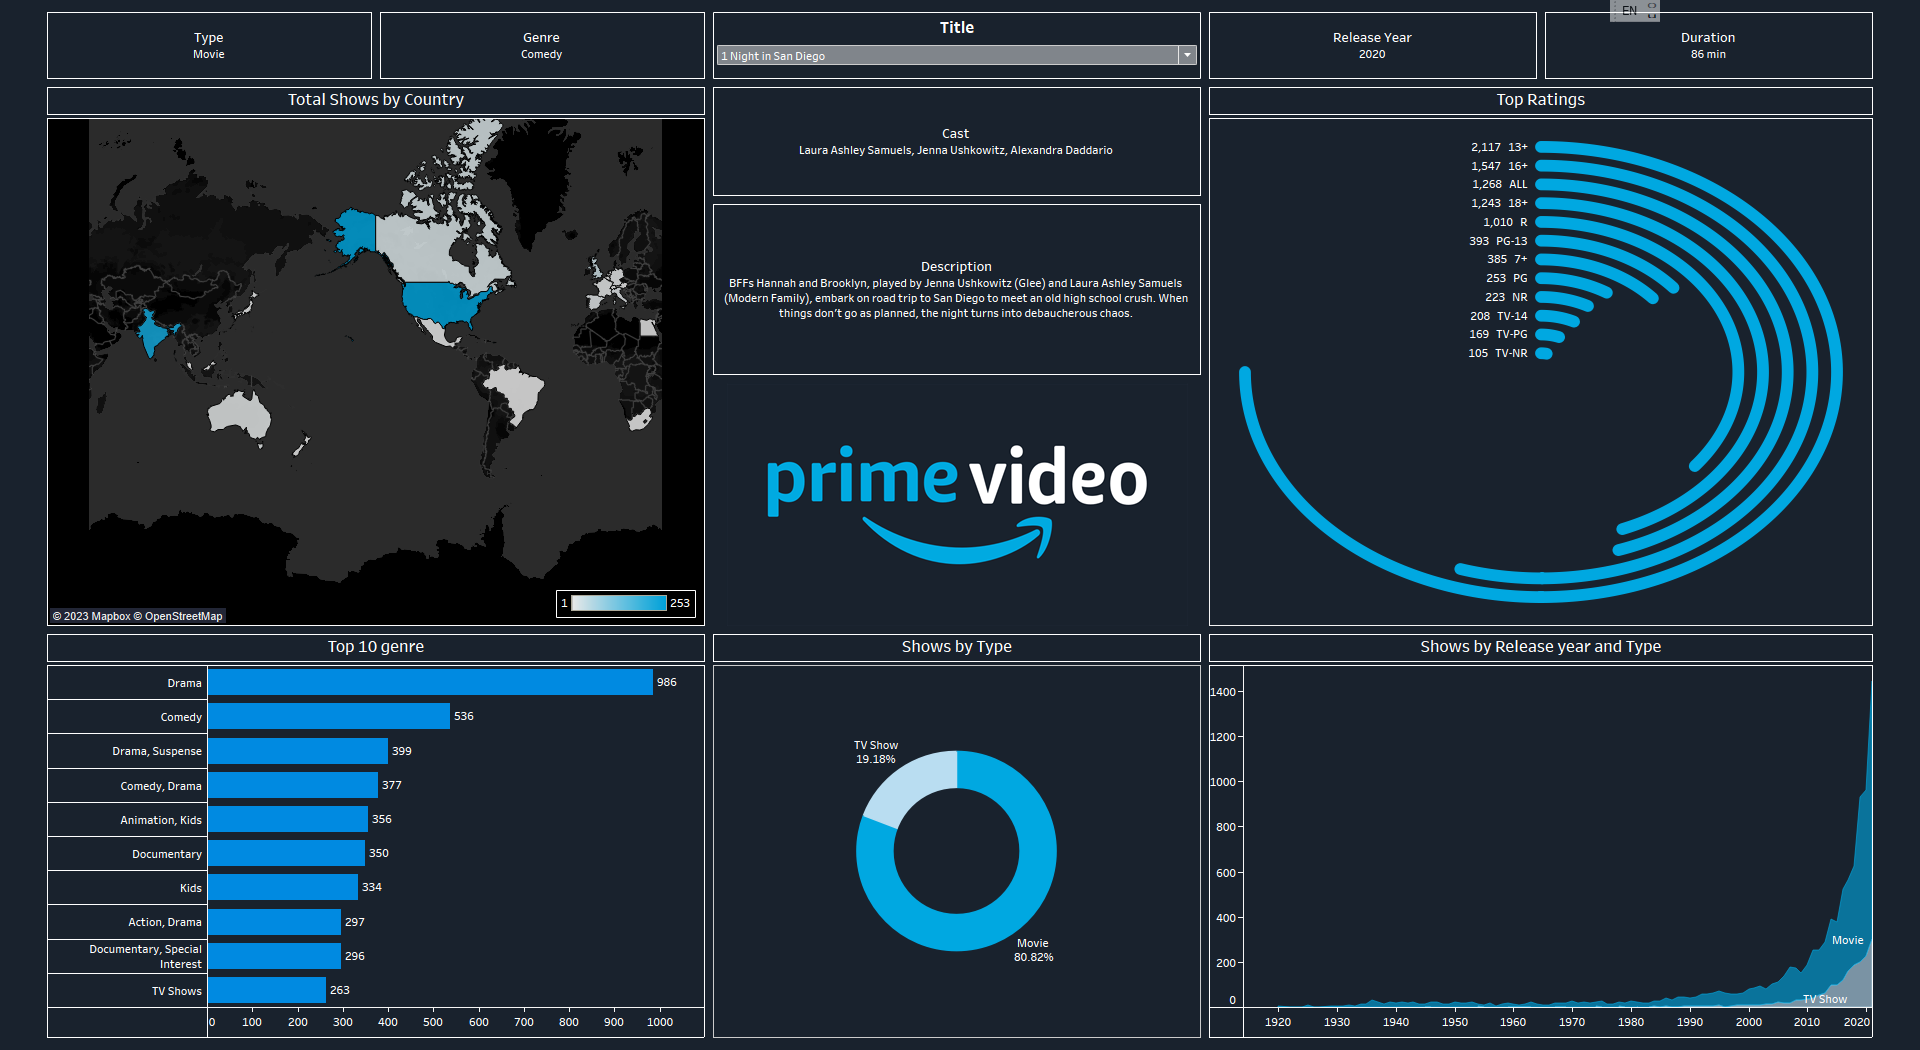 EN
Type
Movie
Genre
Comedy
Title
1 Night in San Diego
Release Year
2020
Duration
86 min
Total Shows by Country
© 2023 Mapbox © OpenStreetMap
1
253
Cast
Laura Ashley Samuels, Jenna Ushkowitz, Alexandra Daddario
Description
BFFs Hannah and Brooklyn, played by Jenna Ushkowitz (Glee) and Laura Ashley Samuels
(Modern Family), embark on road trip to San Diego to meet an old high school crush. When
things don't go as planned, the night turns into debaucherous chaos.
prime video
Top Ratings
2,117 13+
1,547 16+
1,268 ALL
1,243 18+
1,010 R
393 PG-13
385 7+
253 PG
223 NR
208 TV-14
169 TV-PG
105 TV-NR
Top 10 genre
Drama 986
Comedy 536
Drama, Suspense 399
Comedy, Drama 377
Animation, Kids 356
Documentary 350
Kids 334
Action, Drama 297
Documentary, Special
Interest 296
TV Shows 263
0 100 200 300 400 500 600 700 800 900 1000
Shows by Type
TV Show
19.18%
Movie
80.82%
Shows by Release year and Type
1400
1200
1000
800
600
400
200
0
Movie
TV Show
1920 1930 1940 1950 1960 1970 1980 1990 2000 2010 2020